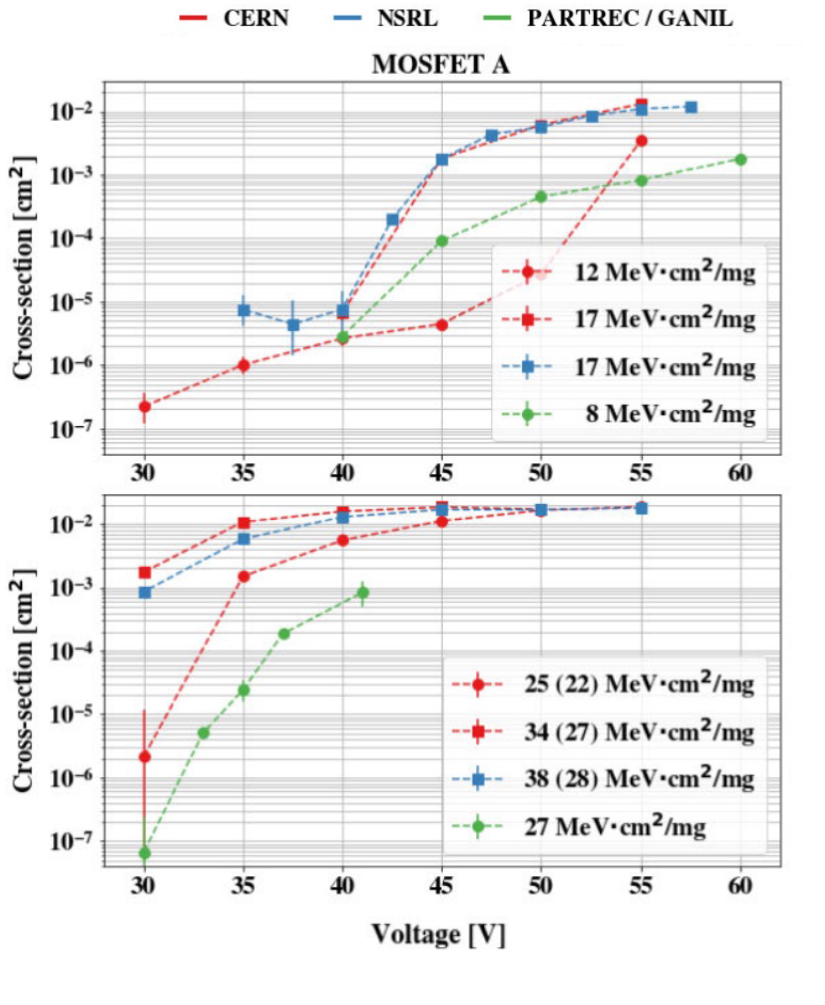 CERN NSRL PARTREC / GANIL
MOSFET A
Cross-section [cm²]
10⁻²
10⁻³
10⁻⁴
10⁻⁵
10⁻⁶
10⁻⁷
12 MeV·cm²/mg
17 MeV·cm²/mg
17 MeV·cm²/mg
8 MeV·cm²/mg
30 35 40 45 50 55 60
Cross-section [cm²]
10⁻²
10⁻³
10⁻⁴
10⁻⁵
10⁻⁶
10⁻⁷
25 (22) MeV·cm²/mg
34 (27) MeV·cm²/mg
38 (28) MeV·cm²/mg
27 MeV·cm²/mg
30 35 40 45 50 55 60
Voltage [V]